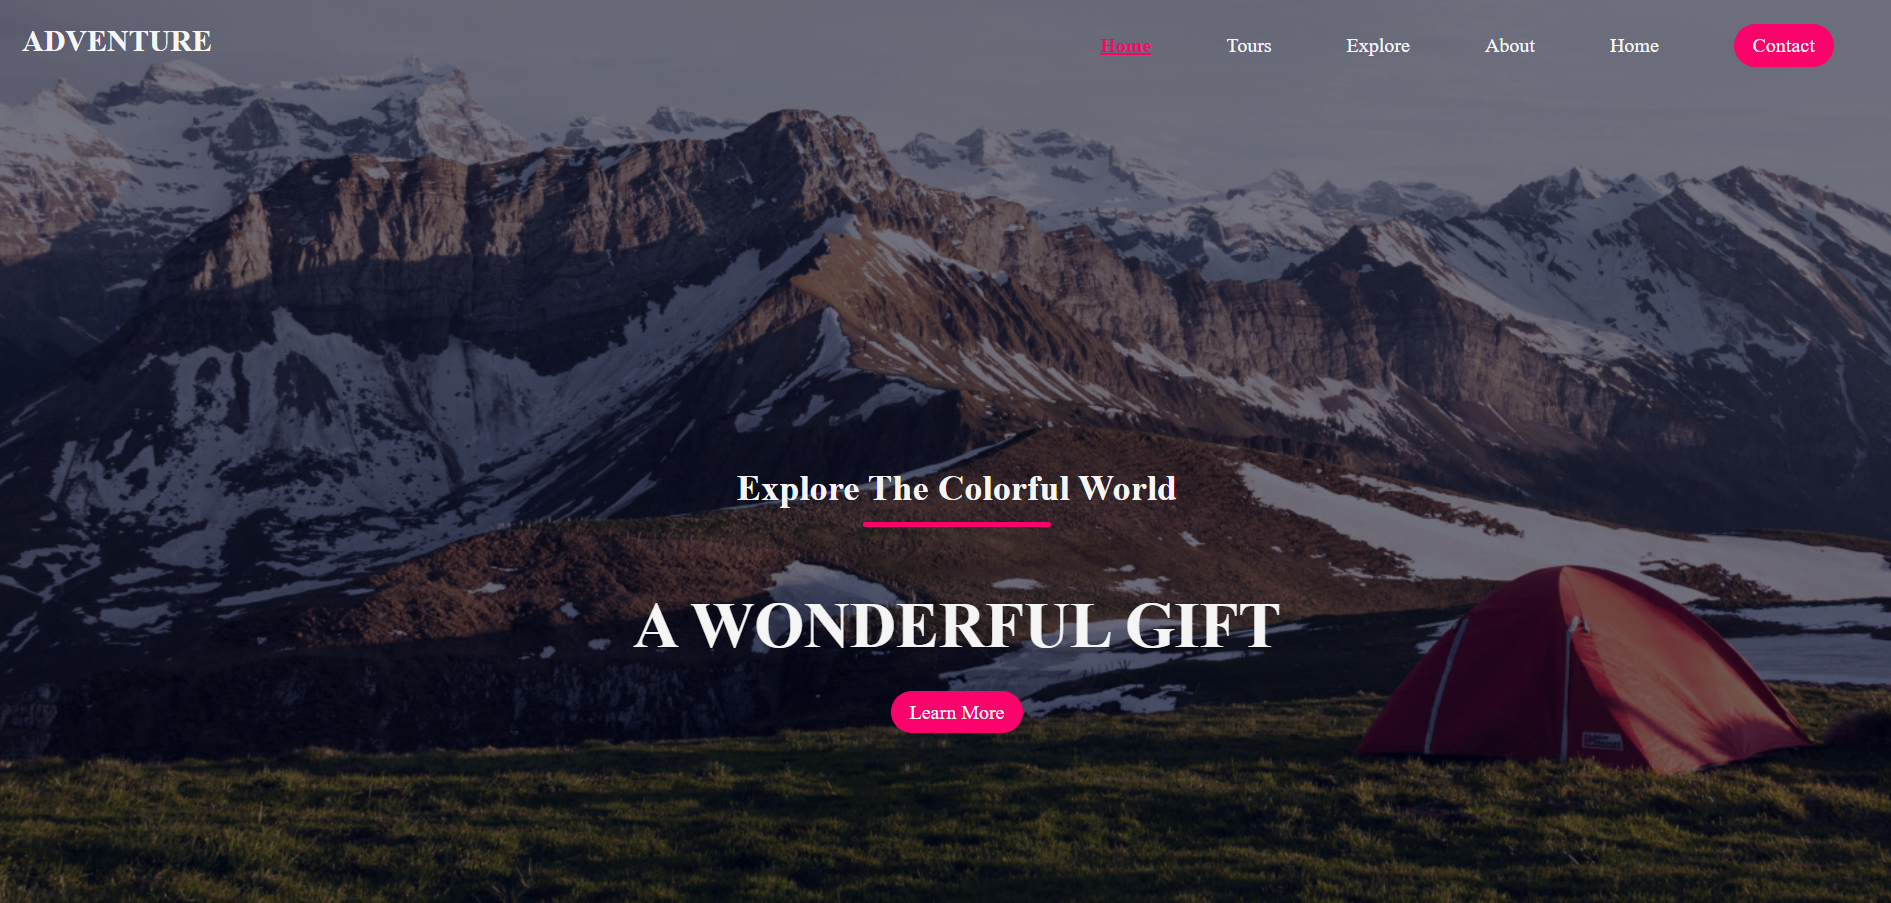 ADVENTURE
Home Tours Explore About Home Contact
Explore The Colorful World
A WONDERFUL GIFT
Learn More